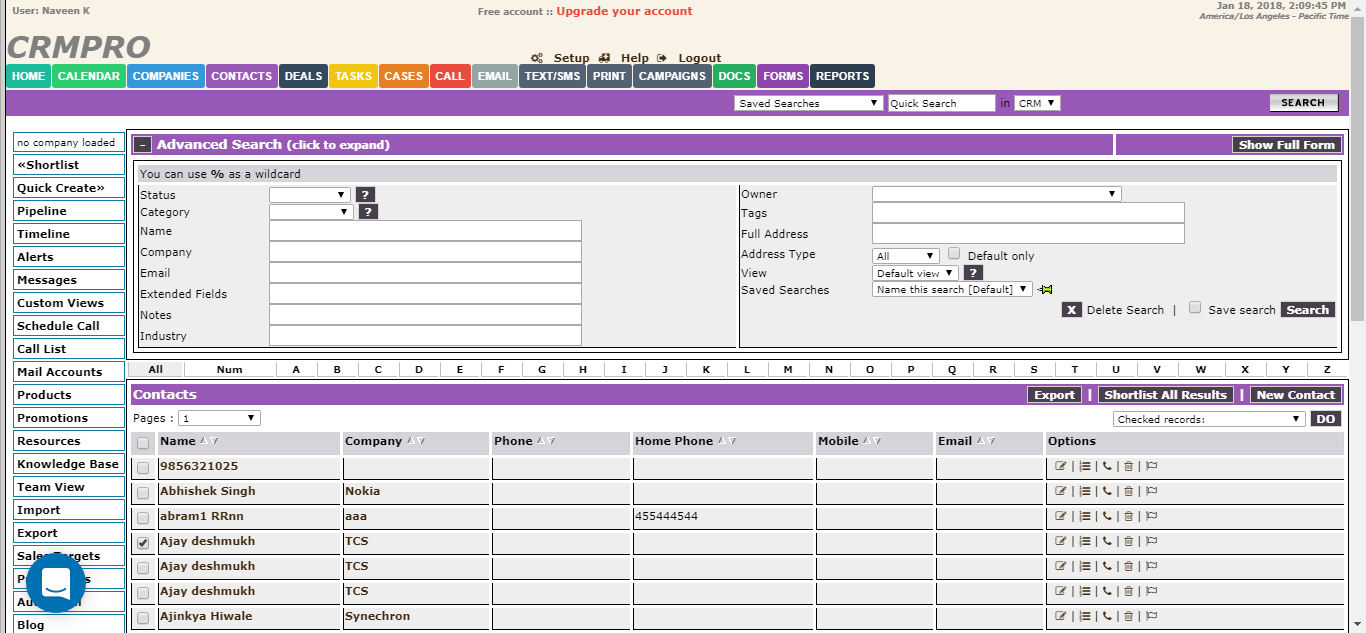 User: Naveen K
Free account :: Upgrade your account
Jan 18, 2018, 2:09:45 PM
America/Los Angeles - Pacific Time
CRMPRO
Setup Help Logout
HOME CALENDAR COMPANIES CONTACTS DEALS TASKS CASES CALL EMAIL TEXT/SMS PRINT CAMPAIGNS DOCS FORMS REPORTS
Saved Searches Quick Search in CRM SEARCH
no company loaded
«Shortlist
Quick Create»
Pipeline
Timeline
Alerts
Messages
Custom Views
Schedule Call
Call List
Mail Accounts
Products
Promotions
Resources
Knowledge Base
Team View
Import
Export
Blog
- Advanced Search (click to expand) Show Full Form
You can use % as a wildcard
Status ?
Category ?
Name
Company
Email
Extended Fields
Notes
Industry
Owner
Tags
Full Address
Address Type All Default only
View Default view ?
Saved Searches Name this search [Default]
X Delete Search | Save search Search
All Num A B C D E F G H I J K L M N O P Q R S T U V W X Y Z
Contacts Export | Shortlist All Results | New Contact
Pages : 1 Checked records: DO
Name Company Phone Home Phone Mobile Email Options
9856321025
Abhishek Singh Nokia
abram1 RRnn aaa 455444544
Ajay deshmukh TCS
Ajay deshmukh TCS
Ajay deshmukh TCS
Ajinkya Hiwale Synechron